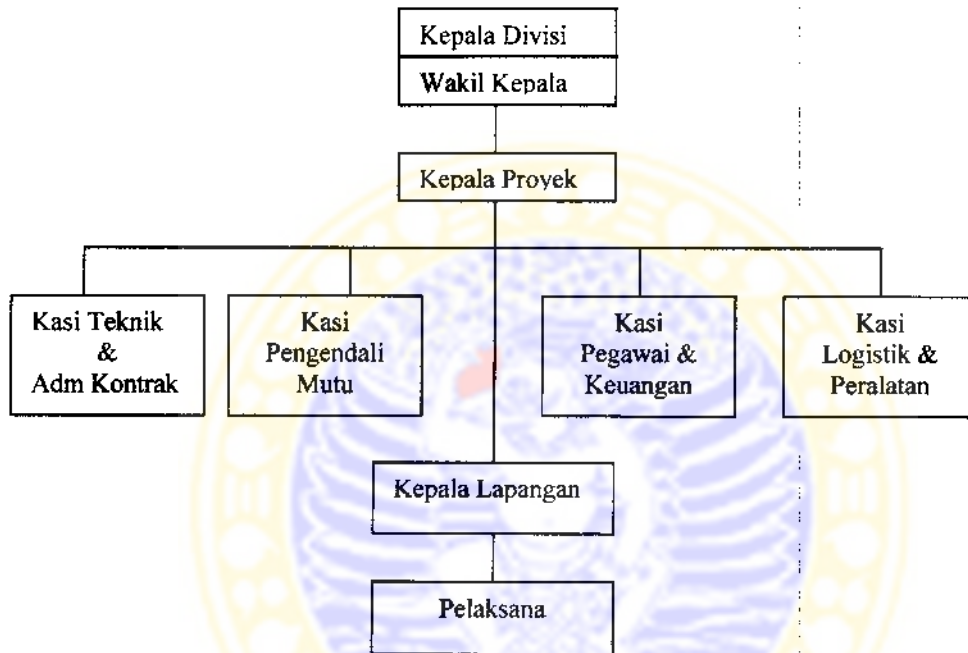 Kepala Divisi
Wakil Kepala
Kepala Proyek
Kasi Teknik
&
Adm Kontrak
Kasi
Pengendali
Mutu
Kasi
Pegawai &
Keuangan
Kasi
Logistik &
Peralatan
Kepala Lapangan
Pelaksana